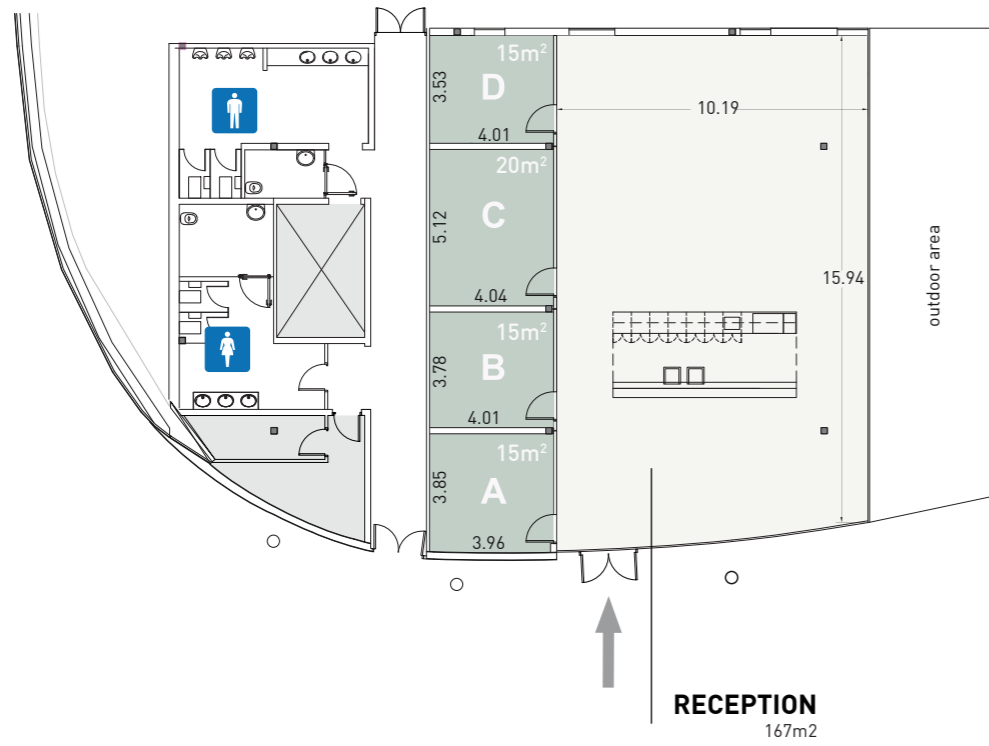 15m²
D
3.53
4.01
10.19
20m²
C
5.12
4.04
15.94
outdoor area
15m²
B
3.78
4.01
15m²
A
3.85
3.96
RECEPTION
167m2